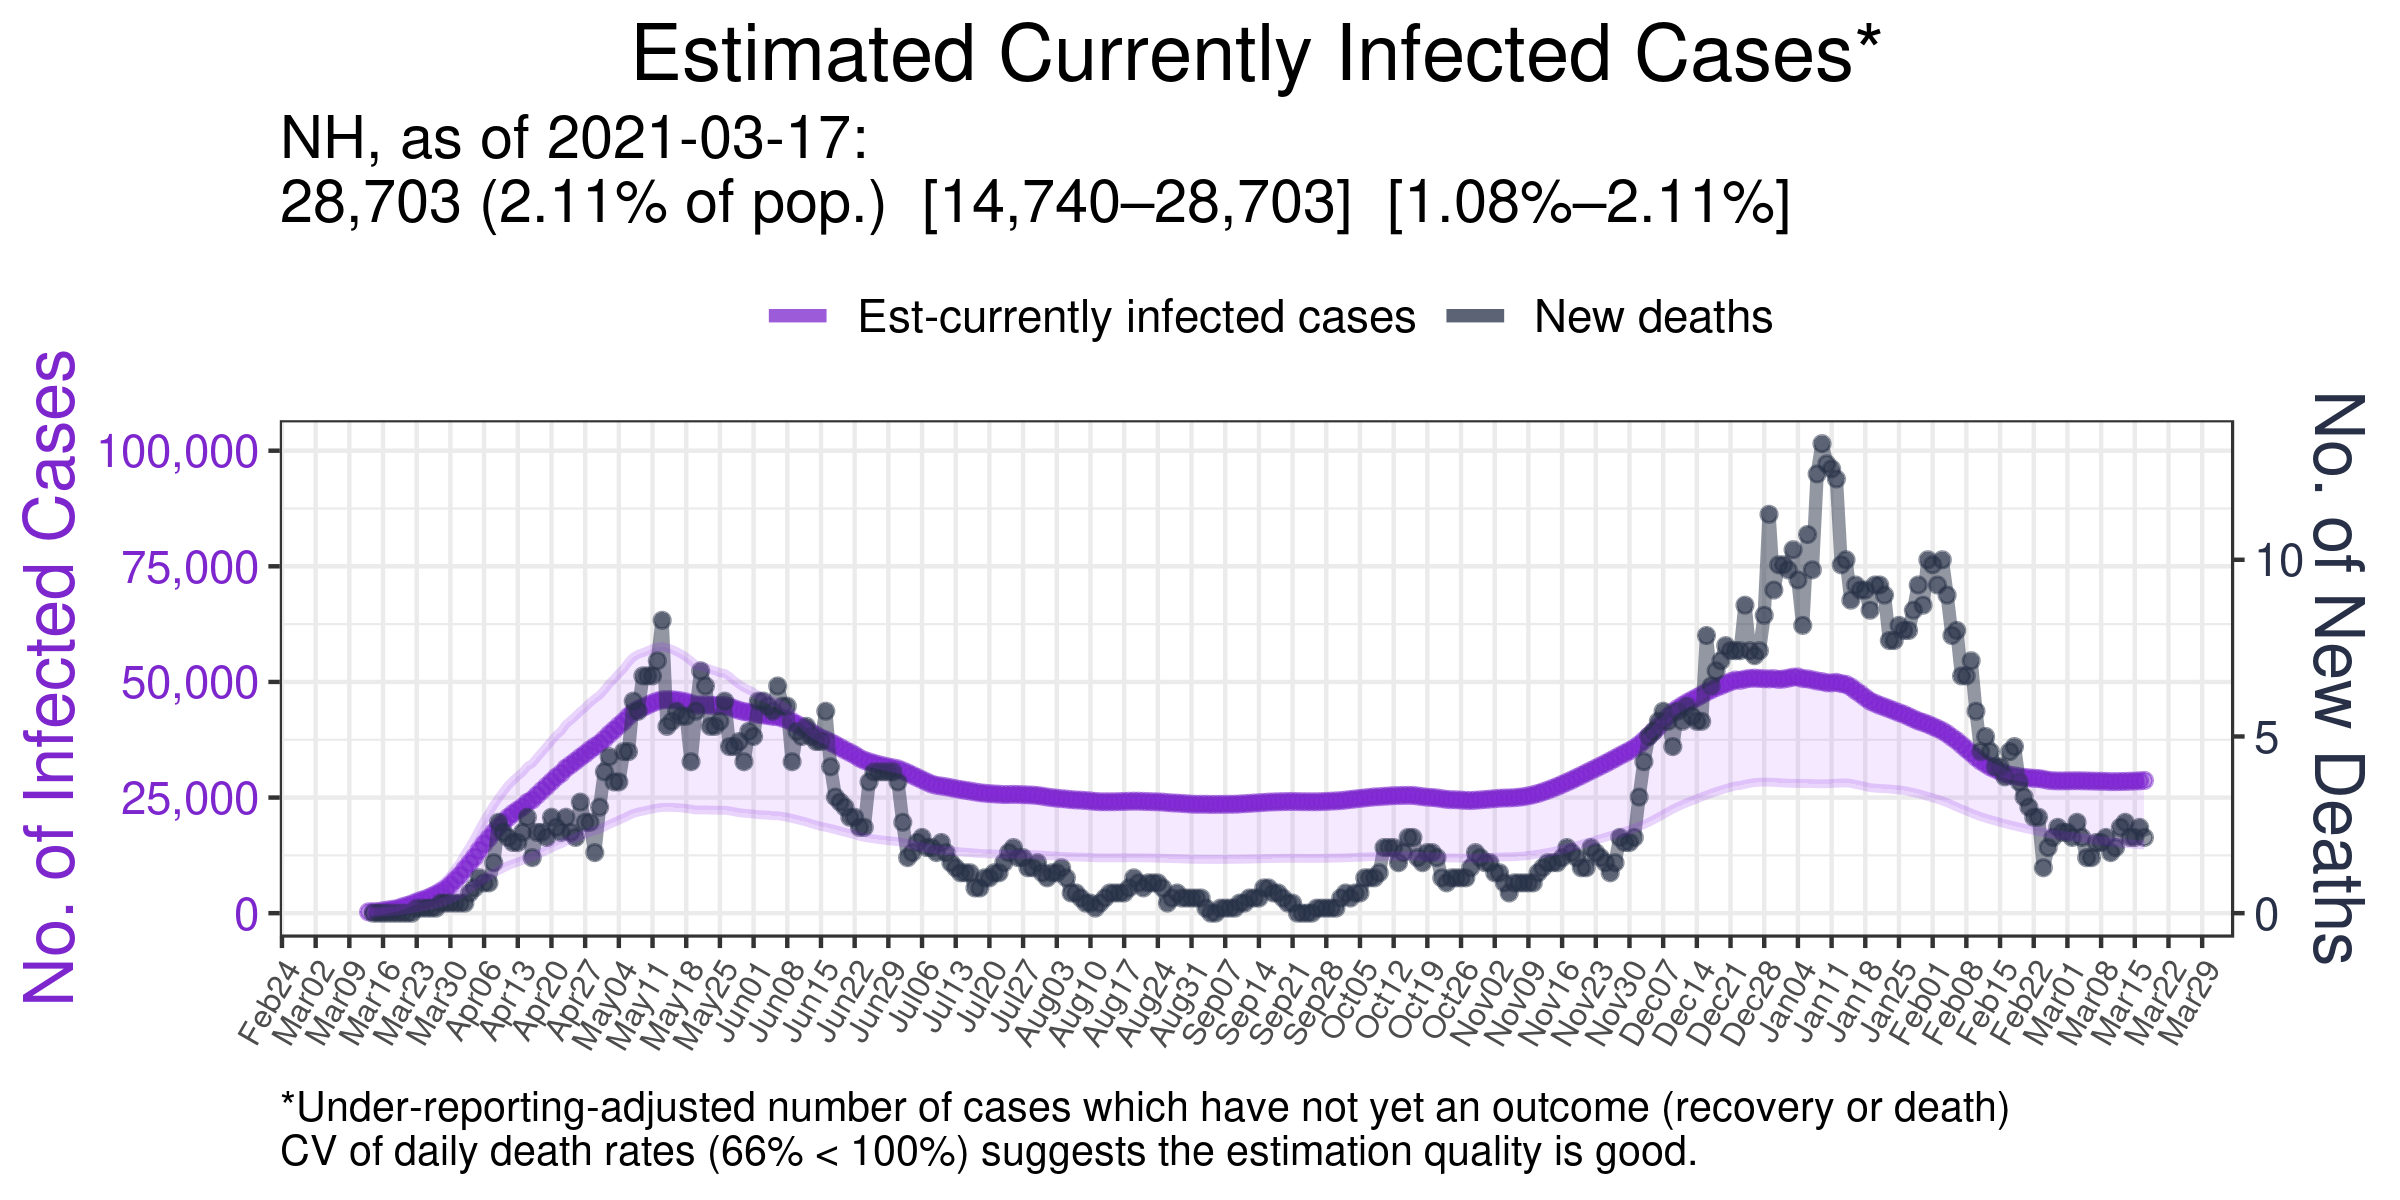 Estimated Currently Infected Cases*
NH, as of 2021-03-17:
28,703 (2.11% of pop.) [14,740–28,703] [1.08%–2.11%]
Est-currently infected cases New deaths
No. of Infected Cases
100,000
75,000
50,000
25,000
0
10
5
0
No. of New Deaths
Feb24 Mar02 Mar09 Mar16 Mar23 Mar30 Apr06 Apr13 Apr20 Apr27 May04 May11 May18 May25 Jun01 Jun08 Jun15 Jun22 Jun29 Jul06 Jul13 Jul20 Jul27 Aug03 Aug10 Aug17 Aug24 Aug31 Sep07 Sep14 Sep21 Sep28 Oct05 Oct12 Oct19 Oct26 Nov02 Nov09 Nov16 Nov23 Nov30 Dec07 Dec14 Dec21 Dec28 Jan04 Jan11 Jan18 Jan25 Feb01 Feb08 Feb15 Feb22 Mar01 Mar08 Mar15 Mar22 Mar29
*Under-reporting-adjusted number of cases which have not yet an outcome (recovery or death)
CV of daily death rates (66% < 100%) suggests the estimation quality is good.